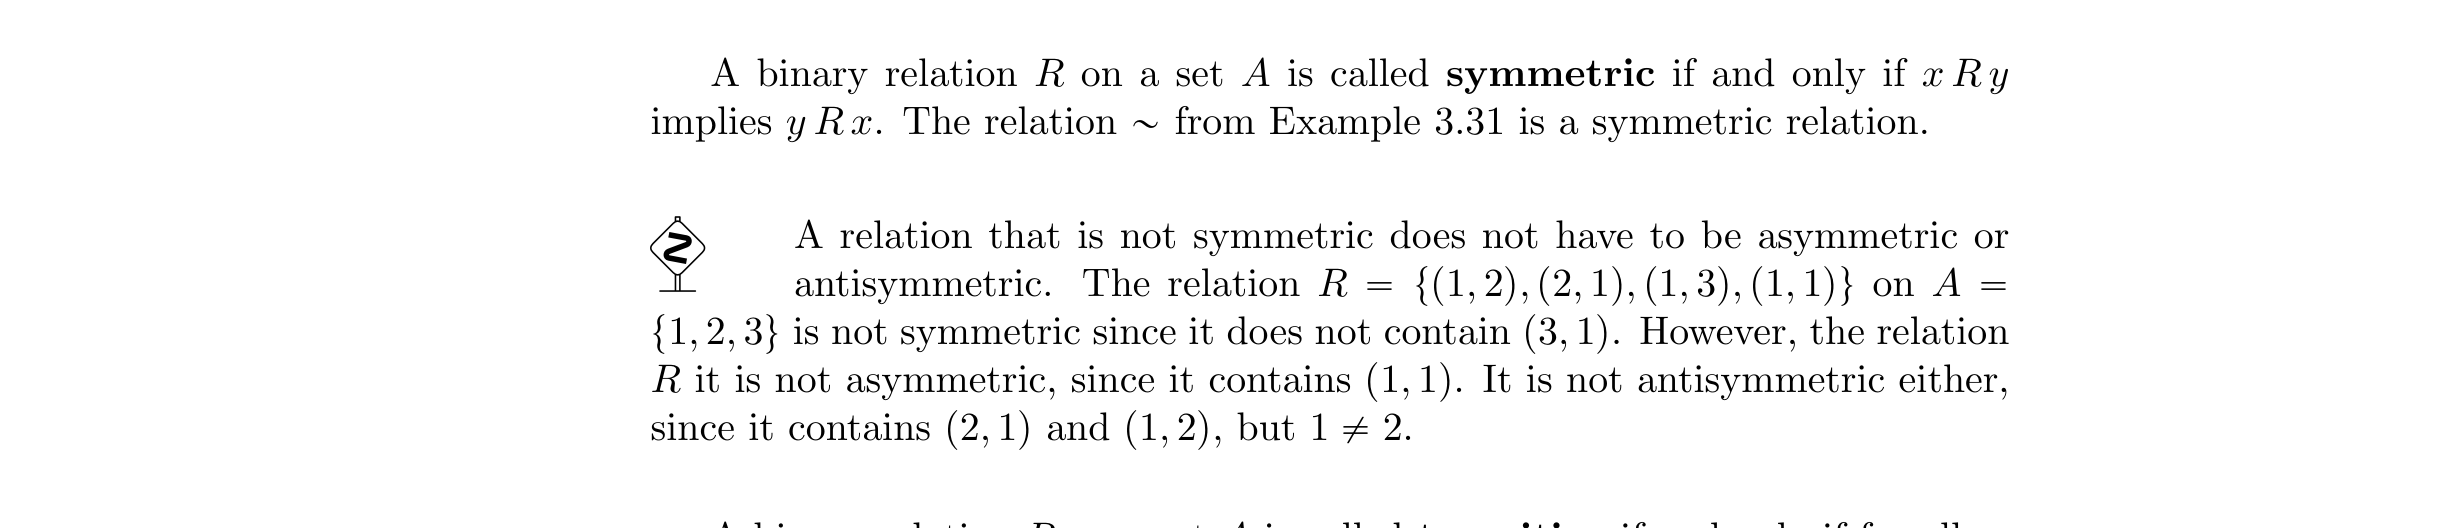 A binary relation R on a set A is called symmetric if and only if x R y
implies y R x. The relation ∼ from Example 3.31 is a symmetric relation.
A relation that is not symmetric does not have to be asymmetric or
antisymmetric. The relation R = {(1, 2), (2, 1), (1, 3), (1, 1)} on A =
{1, 2, 3} is not symmetric since it does not contain (3, 1). However, the relation
R it is not asymmetric, since it contains (1, 1). It is not antisymmetric either,
since it contains (2, 1) and (1, 2), but 1 ≠ 2.